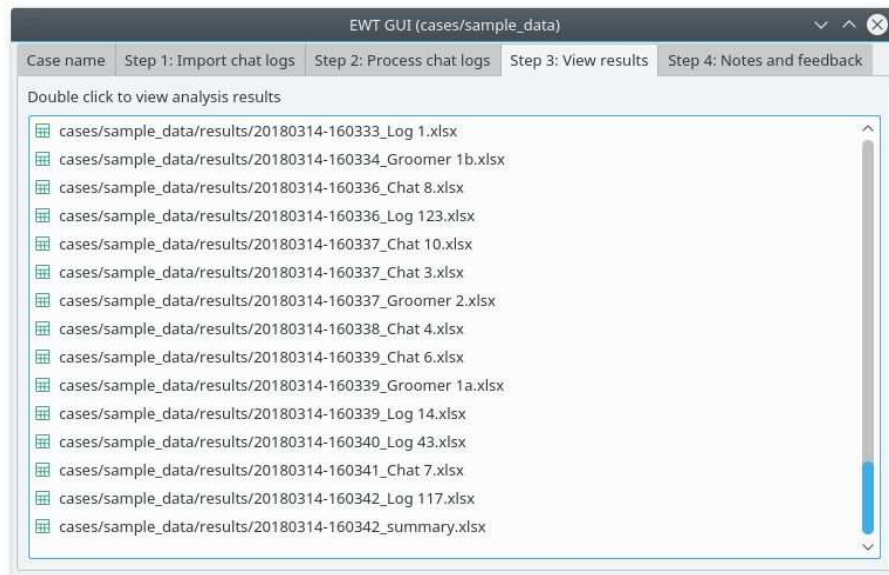 EWT GUI (cases/sample_data)
Case name Step 1: Import chat logs Step 2: Process chat logs Step 3: View results Step 4: Notes and feedback
Double click to view analysis results
cases/sample_data/results/20180314-160333_Log 1.xlsx
cases/sample_data/results/20180314-160334_Groomer 1b.xlsx
cases/sample_data/results/20180314-160336_Chat 8.xlsx
cases/sample_data/results/20180314-160336_Log 123.xlsx
cases/sample_data/results/20180314-160337_Chat 10.xlsx
cases/sample_data/results/20180314-160337_Chat 3.xlsx
cases/sample_data/results/20180314-160337_Groomer 2.xlsx
cases/sample_data/results/20180314-160338_Chat 4.xlsx
cases/sample_data/results/20180314-160339_Chat 6.xlsx
cases/sample_data/results/20180314-160339_Groomer 1a.xlsx
cases/sample_data/results/20180314-160339_Log 14.xlsx
cases/sample_data/results/20180314-160340_Log 43.xlsx
cases/sample_data/results/20180314-160341_Chat 7.xlsx
cases/sample_data/results/20180314-160342_Log 117.xlsx
cases/sample_data/results/20180314-160342_summary.xlsx